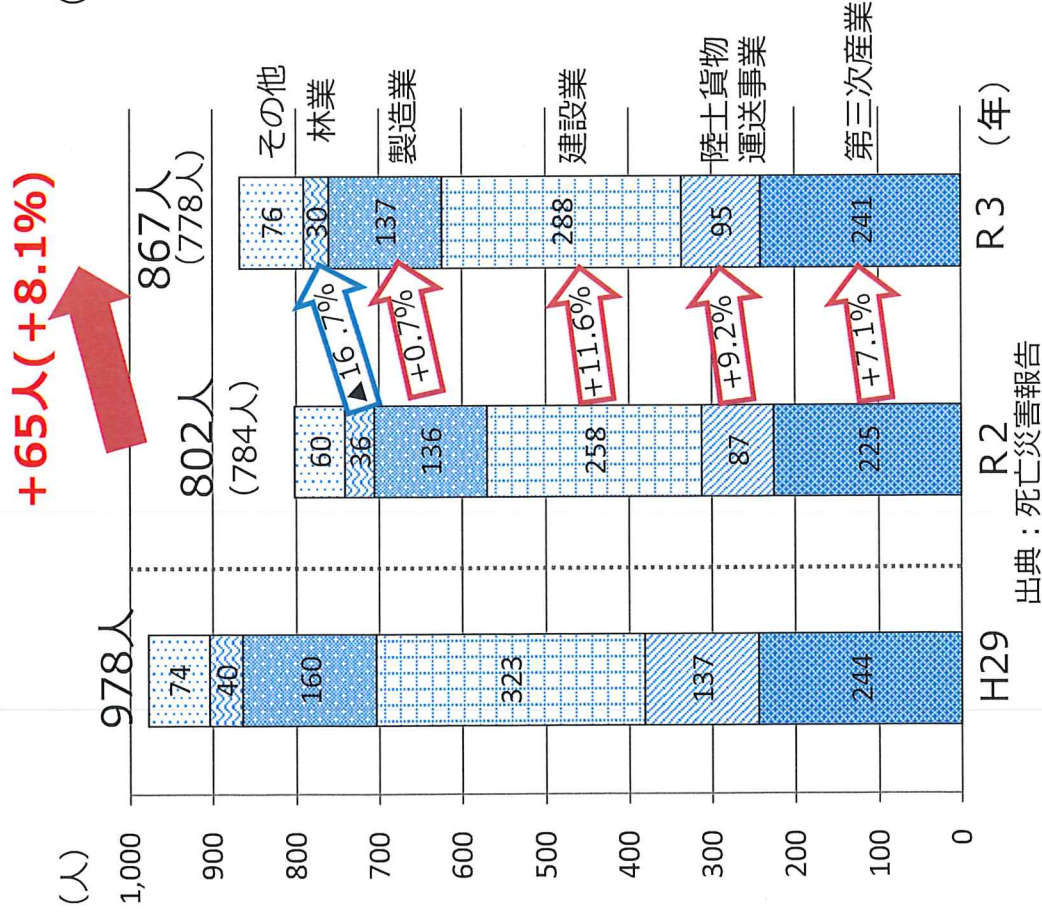 +65人(+8.1%)
(人)
978人
802人
(784人)
867人
(778人)
1,000
900
800
700
600
500
400
300
200
100
0
74
40
160
323
137
244
60
36
136
258
87
225
▲16.7%
+0.7%
+11.6%
+9.2%
+7.1%
76
30
137
288
95
241
その他
林業
製造業
建設業
陸上貨物
運送事業
第三次産業
H29
R2
R3
(年)
出典：死亡災害報告